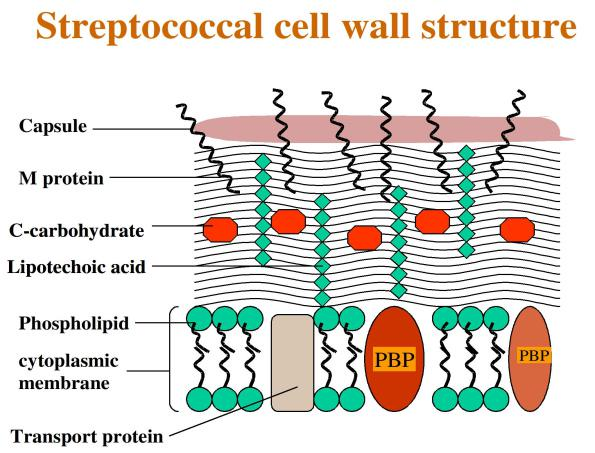 Streptococcal cell wall structure
Capsule
M protein
C-carbohydrate
Lipotechoic acid
Phospholipid
cytoplasmic
membrane
PBP
PBP
Transport protein